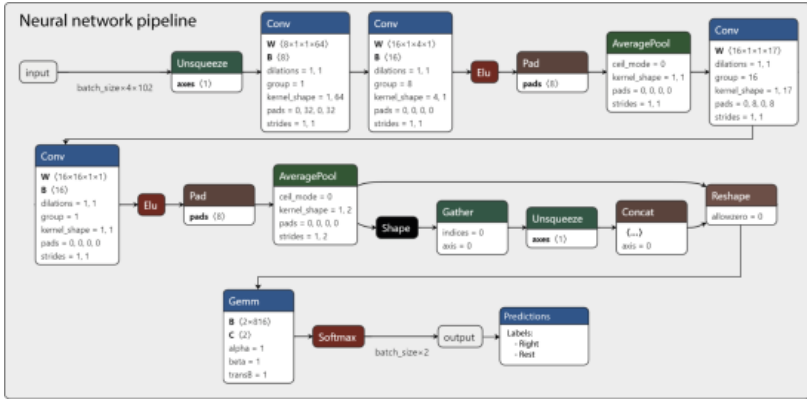 Neural network pipeline
input
batch_size×4×102
Unsqueeze
axes ⟨1⟩
Conv
W ⟨8×1×1×64⟩
B ⟨8⟩
dilations = 1, 1
group = 1
kernel_shape = 1, 64
pads = 0, 32, 0, 32
strides = 1, 1
Conv
W ⟨16×1×4×1⟩
B ⟨16⟩
dilations = 1, 1
group = 8
kernel_shape = 4, 1
pads = 0, 0, 0, 0
strides = 1, 1
Elu
Pad
pads ⟨8⟩
AveragePool
ceil_mode = 0
kernel_shape = 1, 1
pads = 0, 0, 0, 0
strides = 1, 1
Conv
W ⟨16×1×1×17⟩
B ⟨16⟩
dilations = 1, 1
group = 16
kernel_shape = 1, 17
pads = 0, 8, 0, 8
strides = 1, 1
Conv
W ⟨16×16×1×1⟩
B ⟨16⟩
dilations = 1, 1
group = 1
kernel_shape = 1, 1
pads = 0, 0, 0, 0
strides = 1, 1
Elu
Pad
pads ⟨8⟩
AveragePool
ceil_mode = 0
kernel_shape = 1, 2
pads = 0, 0, 0, 0
strides = 1, 2
Shape
Gather
indices = 0
axis = 0
Unsqueeze
axes ⟨1⟩
Concat
⟨...⟩
axis = 0
Reshape
allowzero = 0
Gemm
B ⟨2×816⟩
C ⟨2⟩
alpha = 1
beta = 1
transB = 1
Softmax
batch_size×2
output
Predictions
Labels:
- Right
- Rest